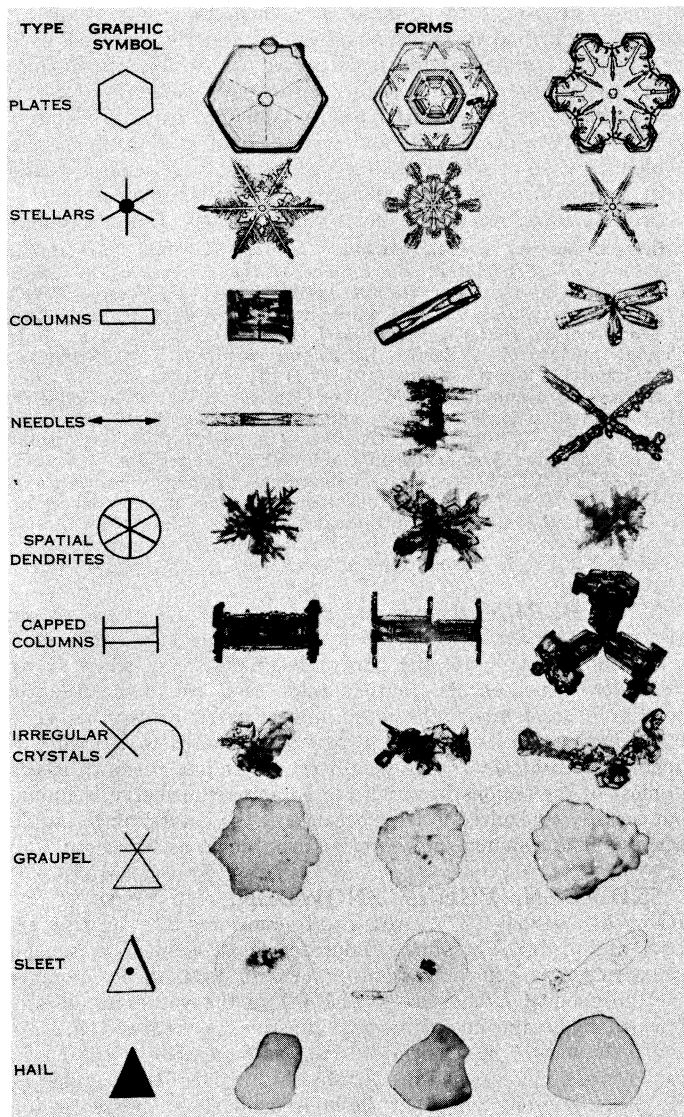 TYPE GRAPHIC SYMBOL FORMS
PLATES
STELLARS
COLUMNS
NEEDLES
SPATIAL
DENDRITES
CAPPED
COLUMNS
IRREGULAR
CRYSTALS
GRAUPEL
SLEET
HAIL